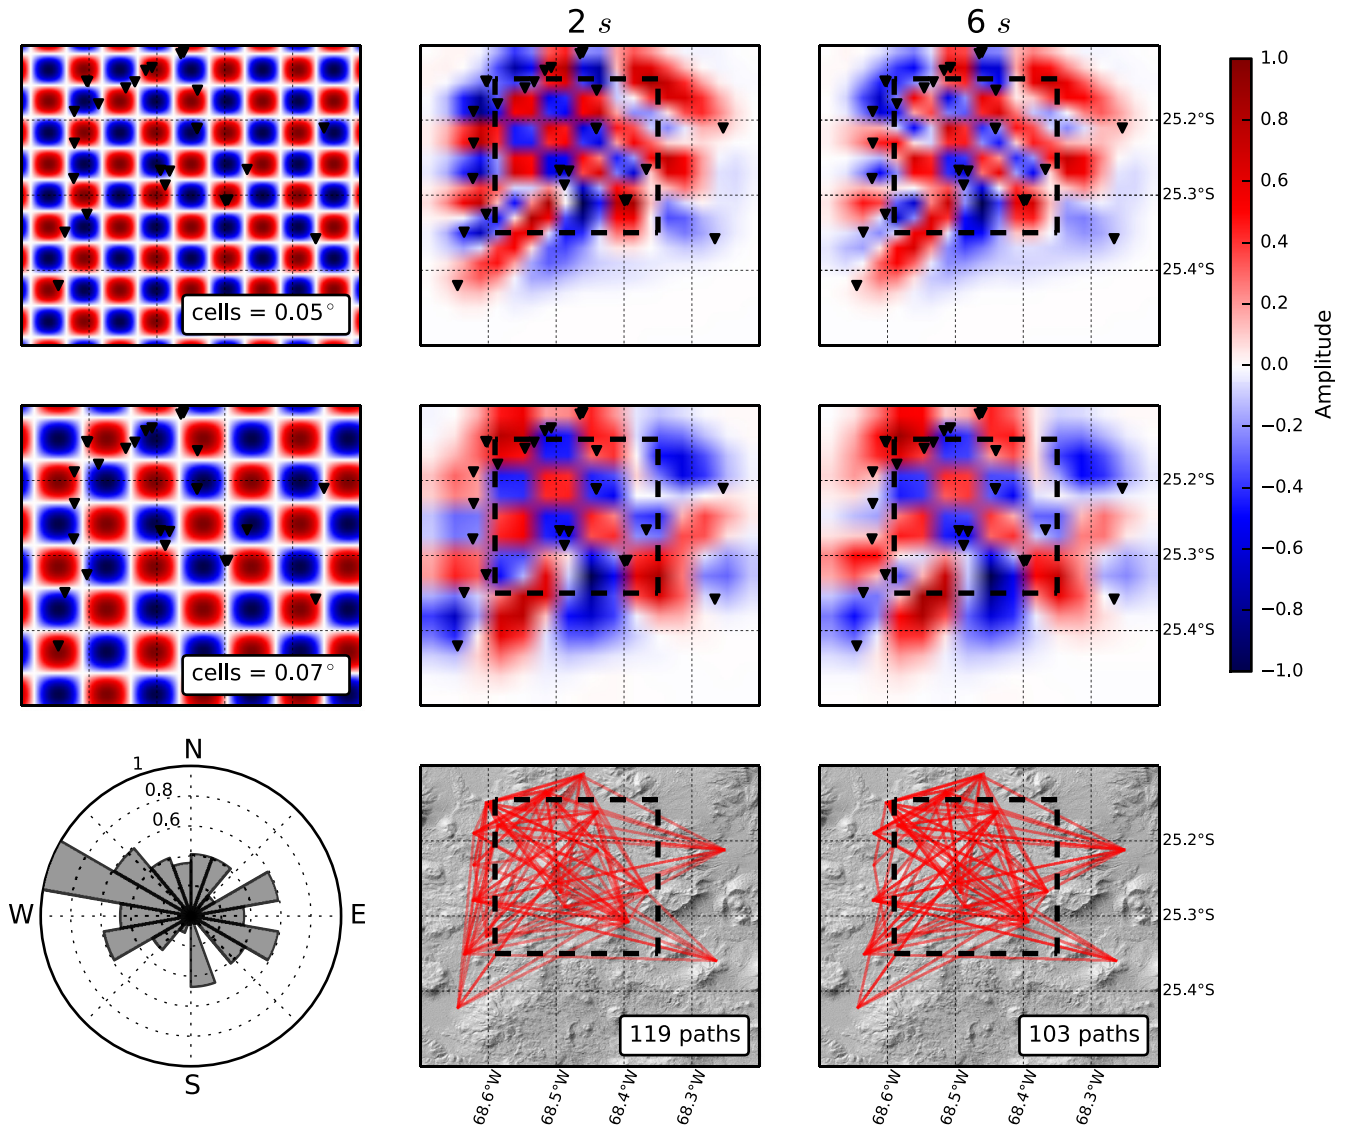 2 s
6 s
25.2°S
25.3°S
25.4°S
cells = 0.05°
1.0
0.8
0.6
0.4
0.2
0.0
−0.2
−0.4
−0.6
−0.8
−1.0
Amplitude
25.2°S
25.3°S
25.4°S
cells = 0.07°
N
1
0.8
0.6
W
E
S
25.2°S
25.3°S
25.4°S
119 paths
103 paths
68.6°W
68.5°W
68.4°W
68.3°W
68.6°W
68.5°W
68.4°W
68.3°W